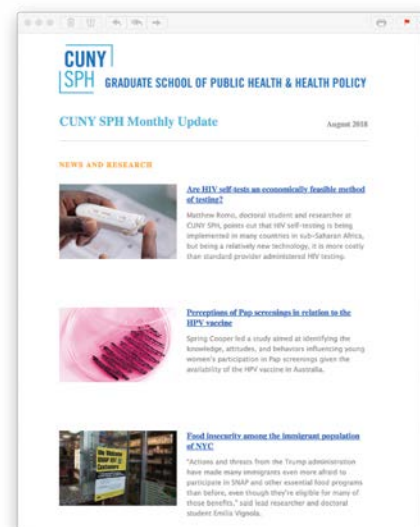 CUNY
SPH GRADUATE SCHOOL OF PUBLIC HEALTH & HEALTH POLICY
CUNY SPH Monthly Update
August 2018
NEWS AND RESEARCH
Are HIV self-tests an economically feasible method
of testing?
Matthew Romo, doctoral student and researcher at
CUNY SPH, points out that HIV self-testing is being
implemented in many countries in sub-Saharan Africa,
but being a relatively new technology, it is more costly
than standard provider administered HIV testing.
Perceptions of Pap screenings in relation to the
HPV vaccine
Spring Cooper led a study aimed at identifying the
knowledge, attitudes, and behaviors influencing young
women's participation in Pap screenings given the
availability of the HPV vaccine in Australia.
Food insecurity among the immigrant population
of NYC
We Welcome
SNAP
Customers
"Actions and threats from the Trump administration
have made many immigrants even more afraid to
participate in SNAP and other essential food programs
than before, even though they're eligible for many of
those benefits," said lead researcher and doctoral
student Emilia Vignola.